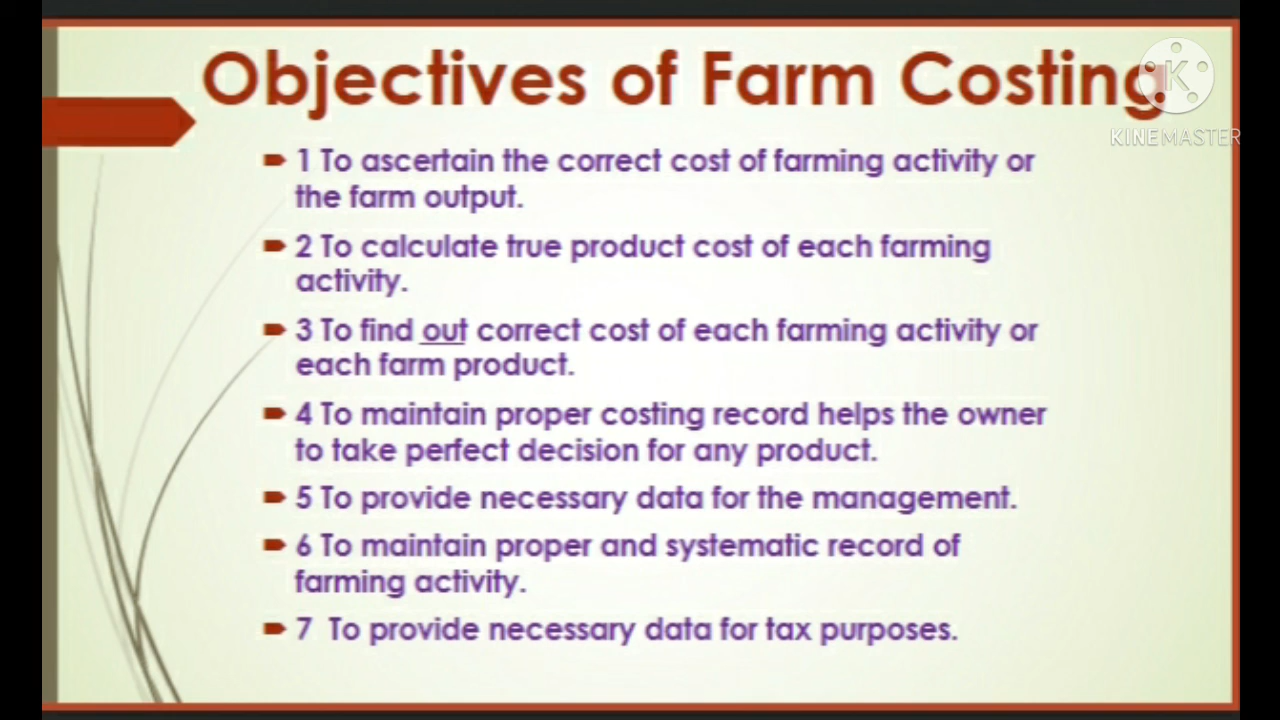 Objectives of Farm Costing
K
KINEMASTER
1 To ascertain the correct cost of farming activity or
the farm output.
2 To calculate true product cost of each farming
activity.
3 To find out correct cost of each farming activity or
each farm product.
4 To maintain proper costing record helps the owner
to take perfect decision for any product.
5 To provide necessary data for the management.
6 To maintain proper and systematic record of
farming activity.
7 To provide necessary data for tax purposes.